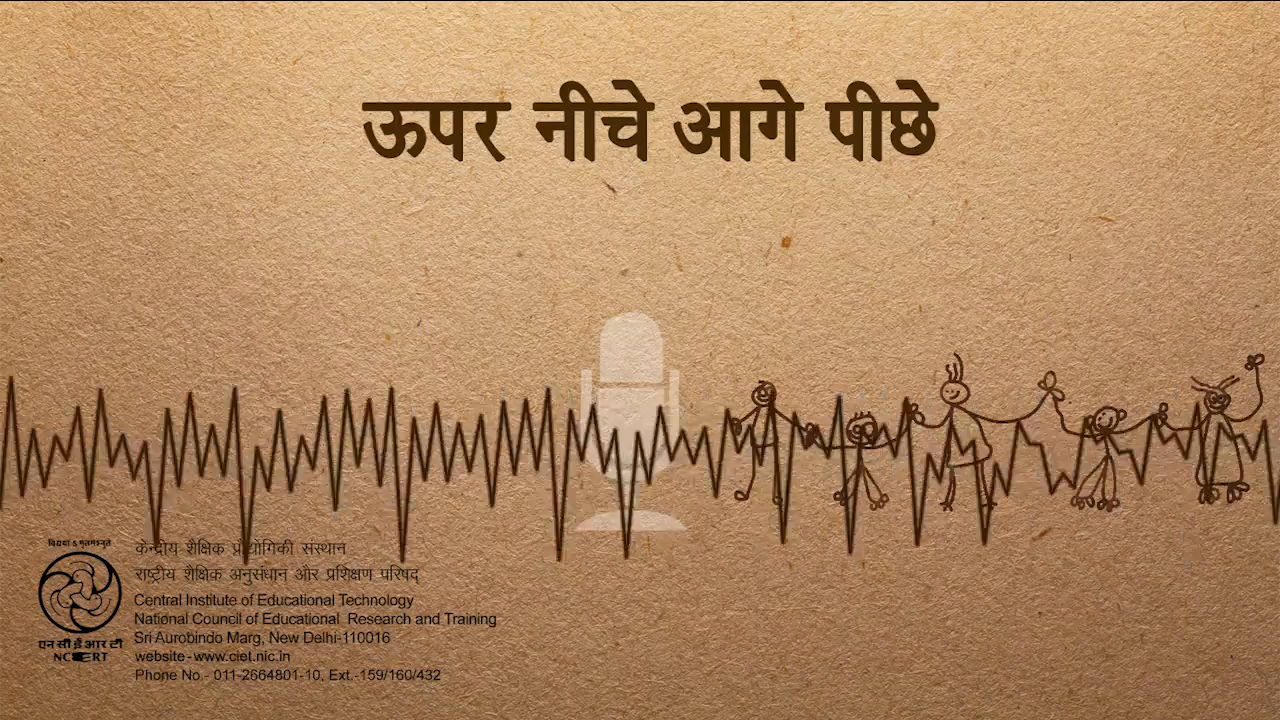 ऊपर नीचे आगे पीछे
विद्यया ऽ मृतमश्नुते
एन सी ई आर टी
NCERT
केन्द्रीय शैक्षिक प्रौद्योगिकी संस्थान
राष्ट्रीय शैक्षिक अनुसंधान और प्रशिक्षण परिषद्
Central Institute of Educational Technology
National Council of Educational Research and Training
Sri Aurobindo Marg, New Delhi-110016
website-www.ciet.nic.in
Phone No.- 011-2664801-10, Ext.-159/160/432